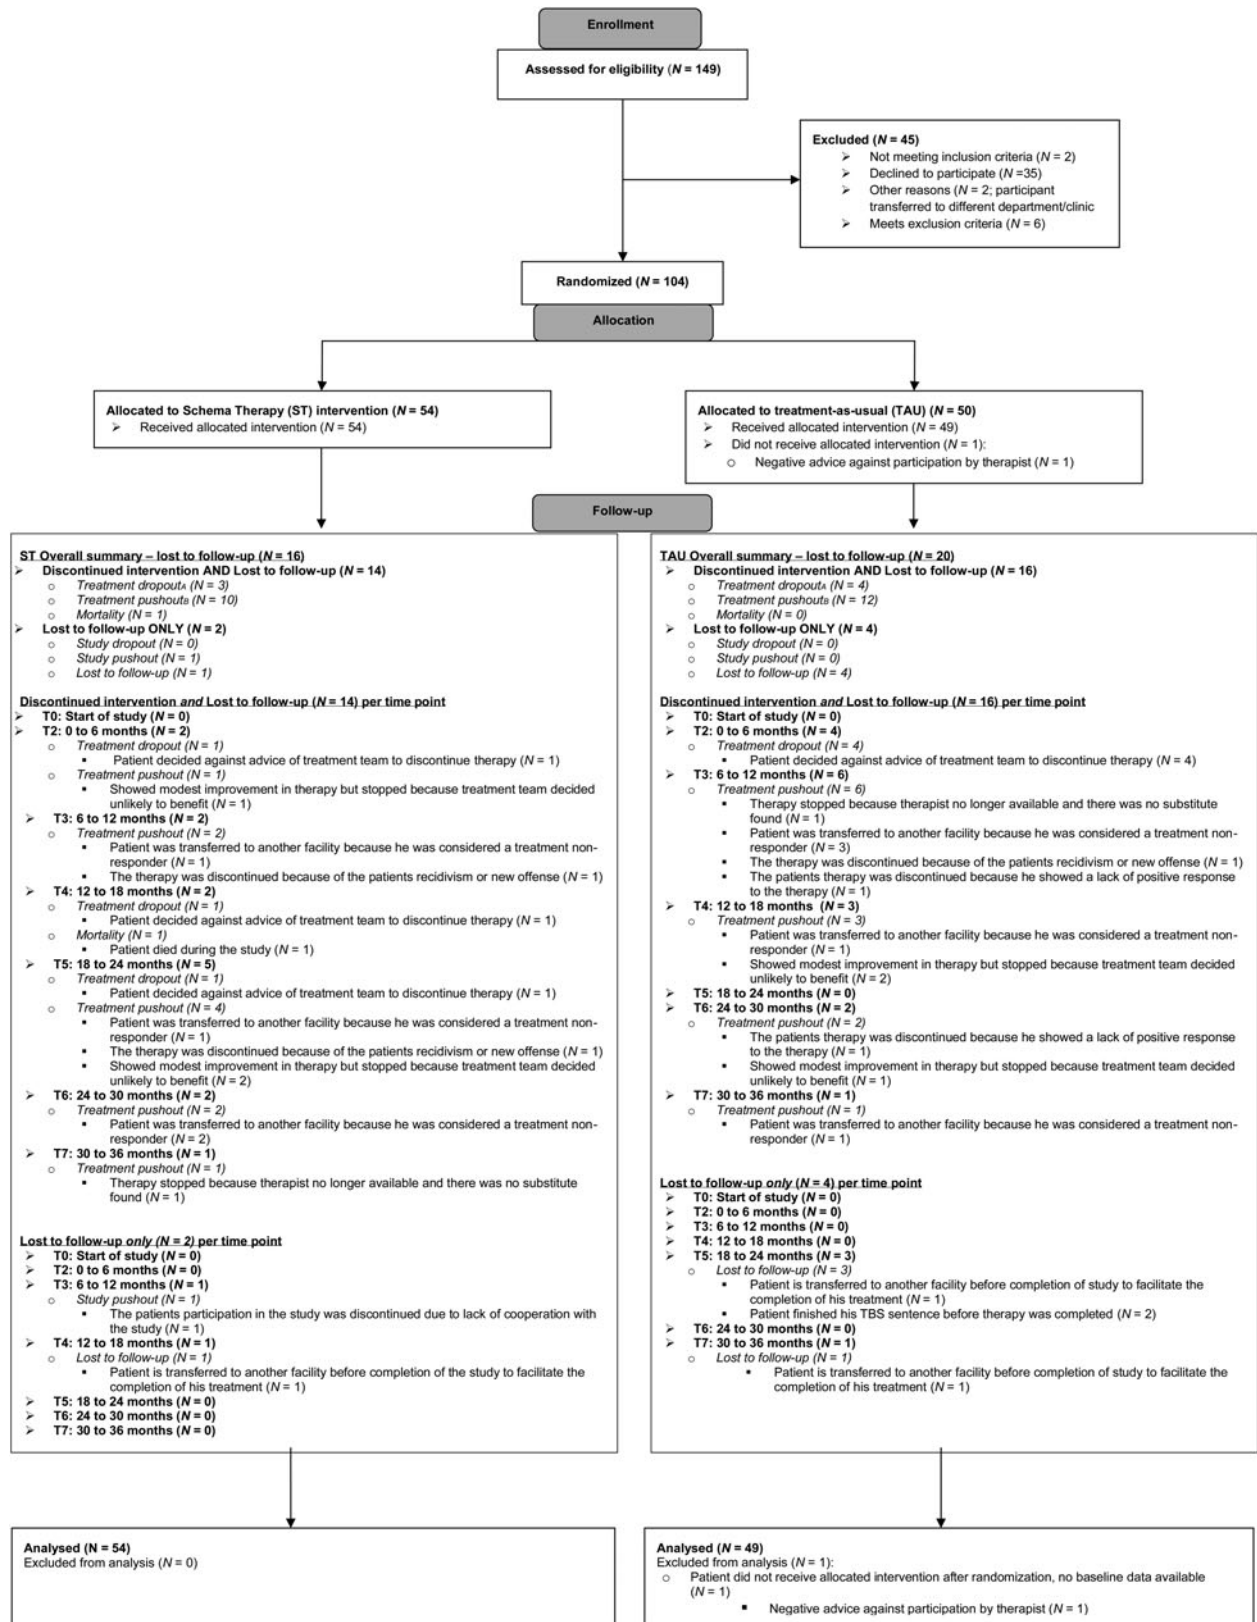 Enrollment
Assessed for eligibility (N = 149)
Excluded (N = 45)
➢ Not meeting inclusion criteria (N = 2)
➢ Declined to participate (N =35)
➢ Other reasons (N = 2; participant
transferred to different department/clinic
➢ Meets exclusion criteria (N = 6)
Randomized (N = 104)
Allocation
Allocated to Schema Therapy (ST) intervention (N = 54)
➢ Received allocated intervention (N = 54)
Allocated to treatment-as-usual (TAU) (N = 50)
➢ Received allocated intervention (N = 49)
➢ Did not receive allocated intervention (N = 1):
o Negative advice against participation by therapist (N = 1)
Follow-up
ST Overall summary – lost to follow-up (N = 16)
➢ Discontinued intervention AND Lost to follow-up (N = 14)
o Treatment dropoutA (N = 3)
o Treatment pushoutB (N = 10)
o Mortality (N = 1)
➢ Lost to follow-up ONLY (N = 2)
o Study dropout (N = 0)
o Study pushout (N = 1)
o Lost to follow-up (N = 1)
Discontinued intervention and Lost to follow-up (N = 14) per time point
➢ T0: Start of study (N = 0)
➢ T2: 0 to 6 months (N = 2)
o Treatment dropout (N = 1)
▪ Patient decided against advice of treatment team to discontinue therapy (N = 1)
o Treatment pushout (N = 1)
▪ Showed modest improvement in therapy but stopped because treatment team decided
unlikely to benefit (N = 1)
➢ T3: 6 to 12 months (N = 2)
o Treatment pushout (N = 2)
▪ Patient was transferred to another facility because he was considered a treatment non-
responder (N = 1)
▪ The therapy was discontinued because of the patients recidivism or new offense (N = 1)
➢ T4: 12 to 18 months (N = 2)
o Treatment dropout (N = 1)
▪ Patient decided against advice of treatment team to discontinue therapy (N = 1)
o Mortality (N = 1)
▪ Patient died during the study (N = 1)
➢ T5: 18 to 24 months (N = 5)
o Treatment dropout (N = 1)
▪ Patient decided against advice of treatment team to discontinue therapy (N = 1)
o Treatment pushout (N = 4)
▪ Patient was transferred to another facility because he was considered a treatment non-
responder (N = 1)
▪ The therapy was discontinued because of the patients recidivism or new offense (N = 1)
▪ Showed modest improvement in therapy but stopped because treatment team decided
unlikely to benefit (N = 2)
➢ T6: 24 to 30 months (N = 2)
o Treatment pushout (N = 2)
▪ Patient was transferred to another facility because he was considered a treatment non-
responder (N = 2)
➢ T7: 30 to 36 months (N = 1)
o Treatment pushout (N = 1)
▪ Therapy stopped because therapist no longer available and there was no substitute
found (N = 1)
Lost to follow-up only (N = 2) per time point
➢ T0: Start of study (N = 0)
➢ T2: 0 to 6 months (N = 0)
➢ T3: 6 to 12 months (N = 1)
o Study pushout (N = 1)
▪ The patients participation in the study was discontinued due to lack of cooperation with
the study (N = 1)
➢ T4: 12 to 18 months (N = 1)
o Lost to follow-up (N = 1)
▪ Patient is transferred to another facility before completion of the study to facilitate the
completion of his treatment (N = 1)
➢ T5: 18 to 24 months (N = 0)
➢ T6: 24 to 30 months (N = 0)
➢ T7: 30 to 36 months (N = 0)
TAU Overall summary – lost to follow-up (N = 20)
➢ Discontinued intervention AND Lost to follow-up (N = 16)
o Treatment dropoutA (N = 4)
o Treatment pushoutB (N = 12)
o Mortality (N = 0)
➢ Lost to follow-up ONLY (N = 4)
o Study dropout (N = 0)
o Study pushout (N = 0)
o Lost to follow-up (N = 4)
Discontinued intervention and Lost to follow-up (N = 16) per time point
➢ T0: Start of study (N = 0)
➢ T2: 0 to 6 months (N = 4)
o Treatment dropout (N = 4)
▪ Patient decided against advice of treatment team to discontinue therapy (N = 4)
➢ T3: 6 to 12 months (N = 6)
o Treatment pushout (N = 6)
▪ Therapy stopped because therapist no longer available and there was no substitute
found (N = 1)
▪ Patient was transferred to another facility because he was considered a treatment non-
responder (N = 3)
▪ The therapy was discontinued because of the patients recidivism or new offense (N = 1)
▪ The patients therapy was discontinued because he showed a lack of positive response
to the therapy (N = 1)
➢ T4: 12 to 18 months (N = 3)
o Treatment pushout (N = 3)
▪ Patient was transferred to another facility because he was considered a treatment non-
responder (N = 1)
▪ Showed modest improvement in therapy but stopped because treatment team decided
unlikely to benefit (N = 2)
➢ T5: 18 to 24 months (N = 0)
➢ T6: 24 to 30 months (N = 2)
o Treatment pushout (N = 2)
▪ The patients therapy was discontinued because he showed a lack of positive response
to the therapy (N = 1)
▪ Showed modest improvement in therapy but stopped because treatment team decided
unlikely to benefit (N = 1)
➢ T7: 30 to 36 months (N = 1)
o Treatment pushout (N = 1)
▪ Patient was transferred to another facility because he was considered a treatment non-
responder (N = 1)
Lost to follow-up only (N = 4) per time point
➢ T0: Start of study (N = 0)
➢ T2: 0 to 6 months (N = 0)
➢ T3: 6 to 12 months (N = 0)
➢ T4: 12 to 18 months (N = 0)
➢ T5: 18 to 24 months (N = 3)
o Lost to follow-up (N = 3)
▪ Patient is transferred to another facility before completion of study to facilitate the
completion of his treatment (N = 1)
▪ Patient finished his TBS sentence before therapy was completed (N = 2)
➢ T6: 24 to 30 months (N = 0)
➢ T7: 30 to 36 months (N = 1)
o Lost to follow-up (N = 1)
▪ Patient is transferred to another facility before completion of study to facilitate the
completion of his treatment (N = 1)
Analysed (N = 54)
Excluded from analysis (N = 0)
Analysed (N = 49)
Excluded from analysis (N = 1):
o Patient did not receive allocated intervention after randomization, no baseline data available
(N = 1)
▪ Negative advice against participation by therapist (N = 1)